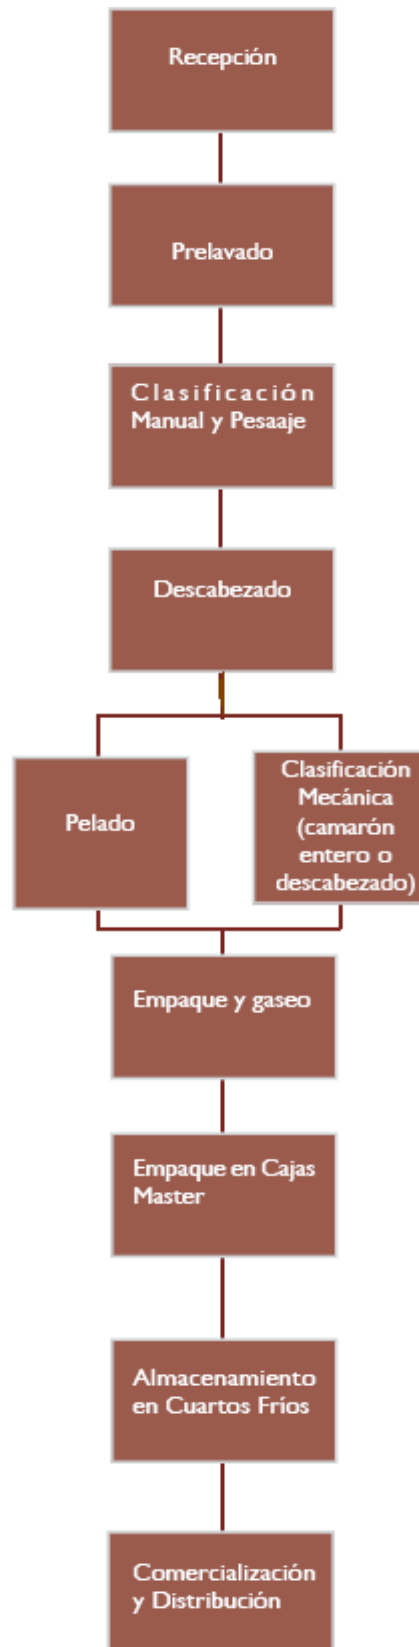 Recepción
Prelavado
Clasificación
Manual y Pesaaje
Descabezado
Pelado
Clasificación
Mecánica
(camarón
entero o
descabezado)
Empaque y gaseo
Empaque en Cajas
Master
Almacenamiento
en Cuartos Fríos
Comercialización
y Distribución